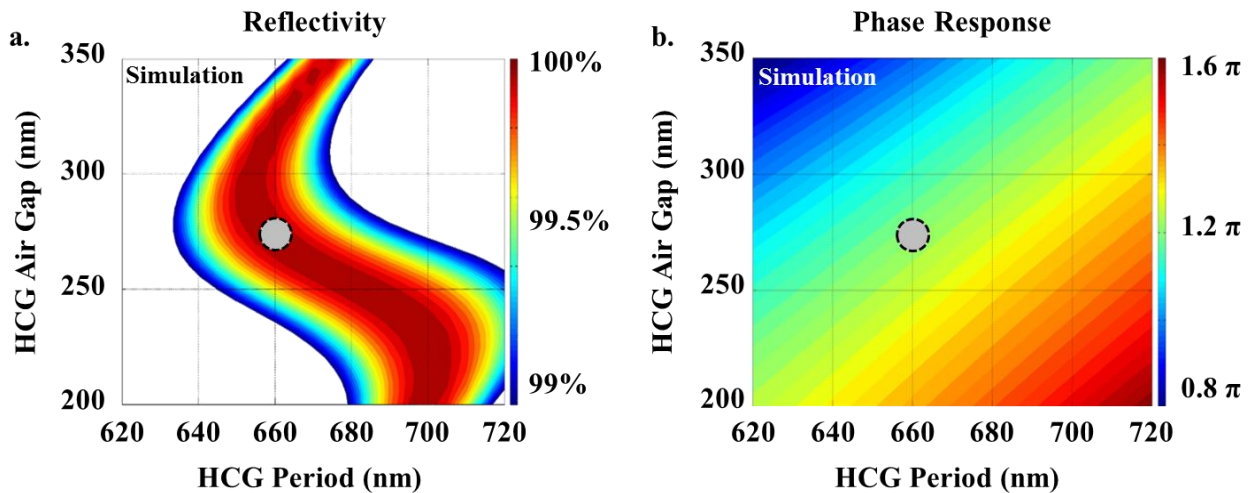 a.
Reflectivity
Simulation
HCG Air Gap (nm)
350
300
250
200
620 640 660 680 700 720
HCG Period (nm)
100%
99.5%
99%
b.
Phase Response
Simulation
HCG Air Gap (nm)
350
300
250
200
620 640 660 680 700 720
HCG Period (nm)
1.6 π
1.2 π
0.8 π